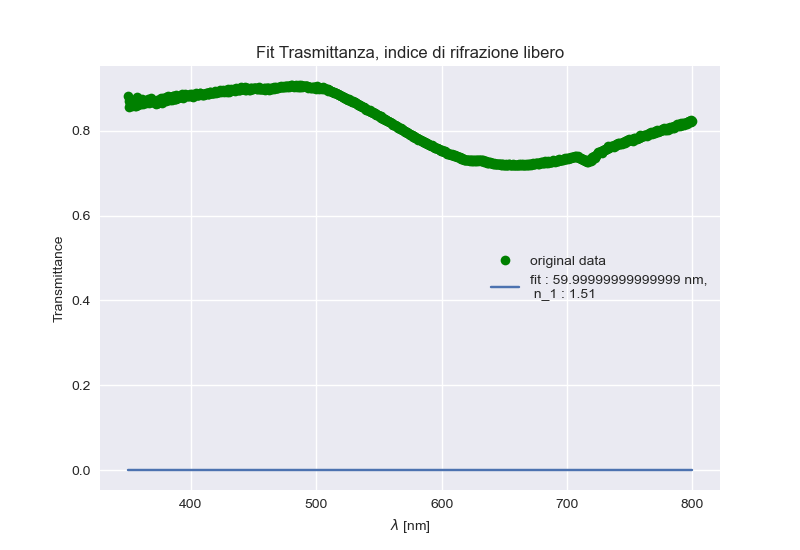 Fit Trasmittanza, indice di rifrazione libero
Transmittance
0.8
0.6
0.4
0.2
0.0
original data
fit : 59.99999999999999 nm,
n_1 : 1.51
400
500
600
700
800
λ [nm]